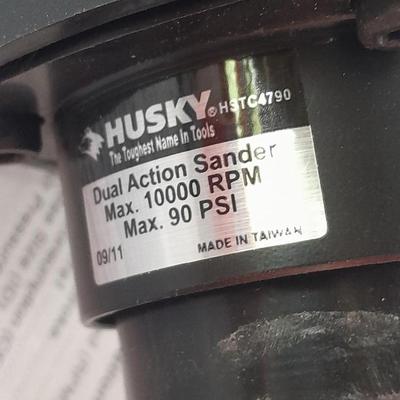 HUSKY® HSTC4790
The Toughest Name In Tools
Dual Action Sander
Max. 10000 RPM
Max. 90 PSI
09/11
MADE IN TAIWAN